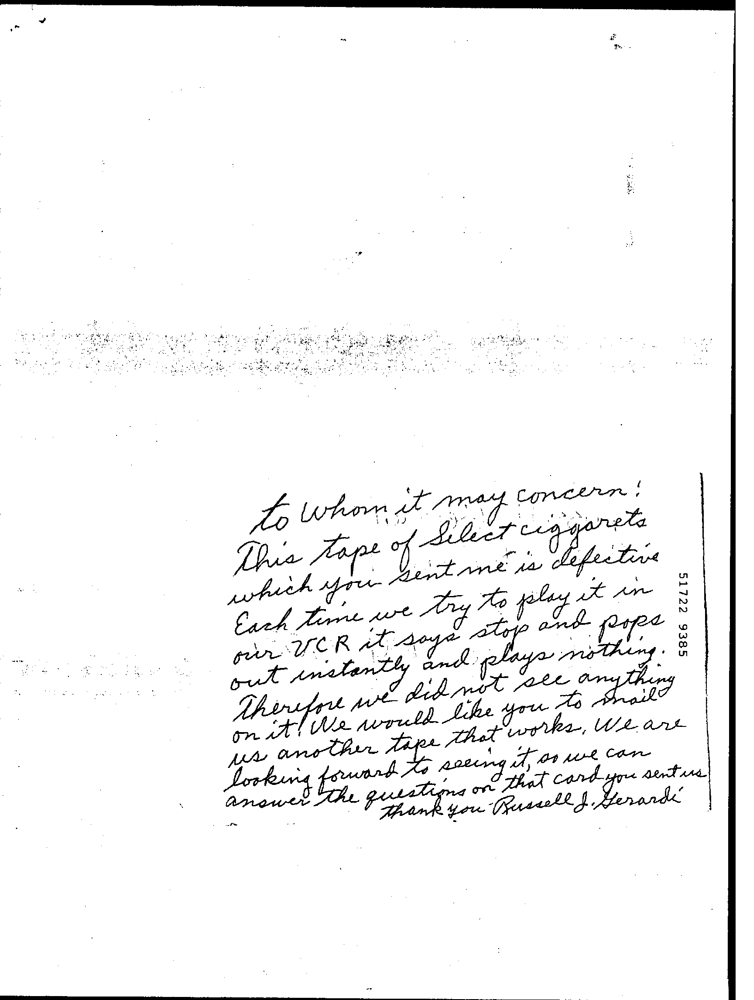 to Whom it may concern!
This tape of Select ciggarets
which you sent me is defective
Each time we try to play it in
our VCR it says stop and pops
out instantly and plays nothing.
Therefore we did not see anything
on it! We would like you to mail
us another tape that works. We are
looking forward to seeing it, so we can
answer the questions on that card you sent us
thank you Russell J. Gerardi
51722 9385